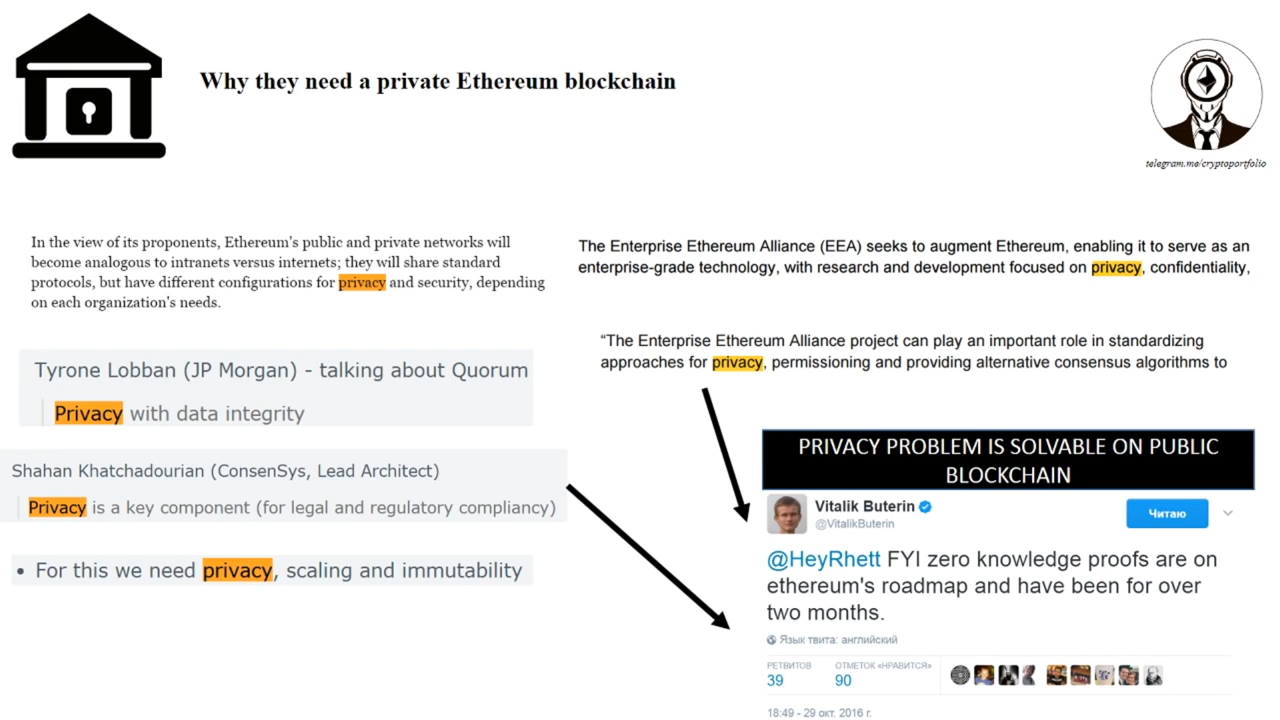 Why they need a private Ethereum blockchain
telegram.me/cryptoportfolio
In the view of its proponents, Ethereum's public and private networks will
become analogous to intranets versus internets; they will share standard
protocols, but have different configurations for privacy and security, depending
on each organization's needs.
Tyrone Lobban (JP Morgan) - talking about Quorum
Privacy with data integrity
Shahan Khatchadourian (ConsenSys, Lead Architect)
Privacy is a key component (for legal and regulatory compliancy)
• For this we need privacy, scaling and immutability
The Enterprise Ethereum Alliance (EEA) seeks to augment Ethereum, enabling it to serve as an
enterprise-grade technology, with research and development focused on privacy, confidentiality,
“The Enterprise Ethereum Alliance project can play an important role in standardizing
approaches for privacy, permissioning and providing alternative consensus algorithms to
PRIVACY PROBLEM IS SOLVABLE ON PUBLIC
BLOCKCHAIN
Vitalik Buterin
@VitalikButerin
Читаю
@HeyRhett FYI zero knowledge proofs are on
ethereum's roadmap and have been for over
two months.
Язык твита: английский
РЕТВИТОВ ОТМЕТОК «НРАВИТСЯ»
39 90
18:49 - 29 окт. 2016 г.